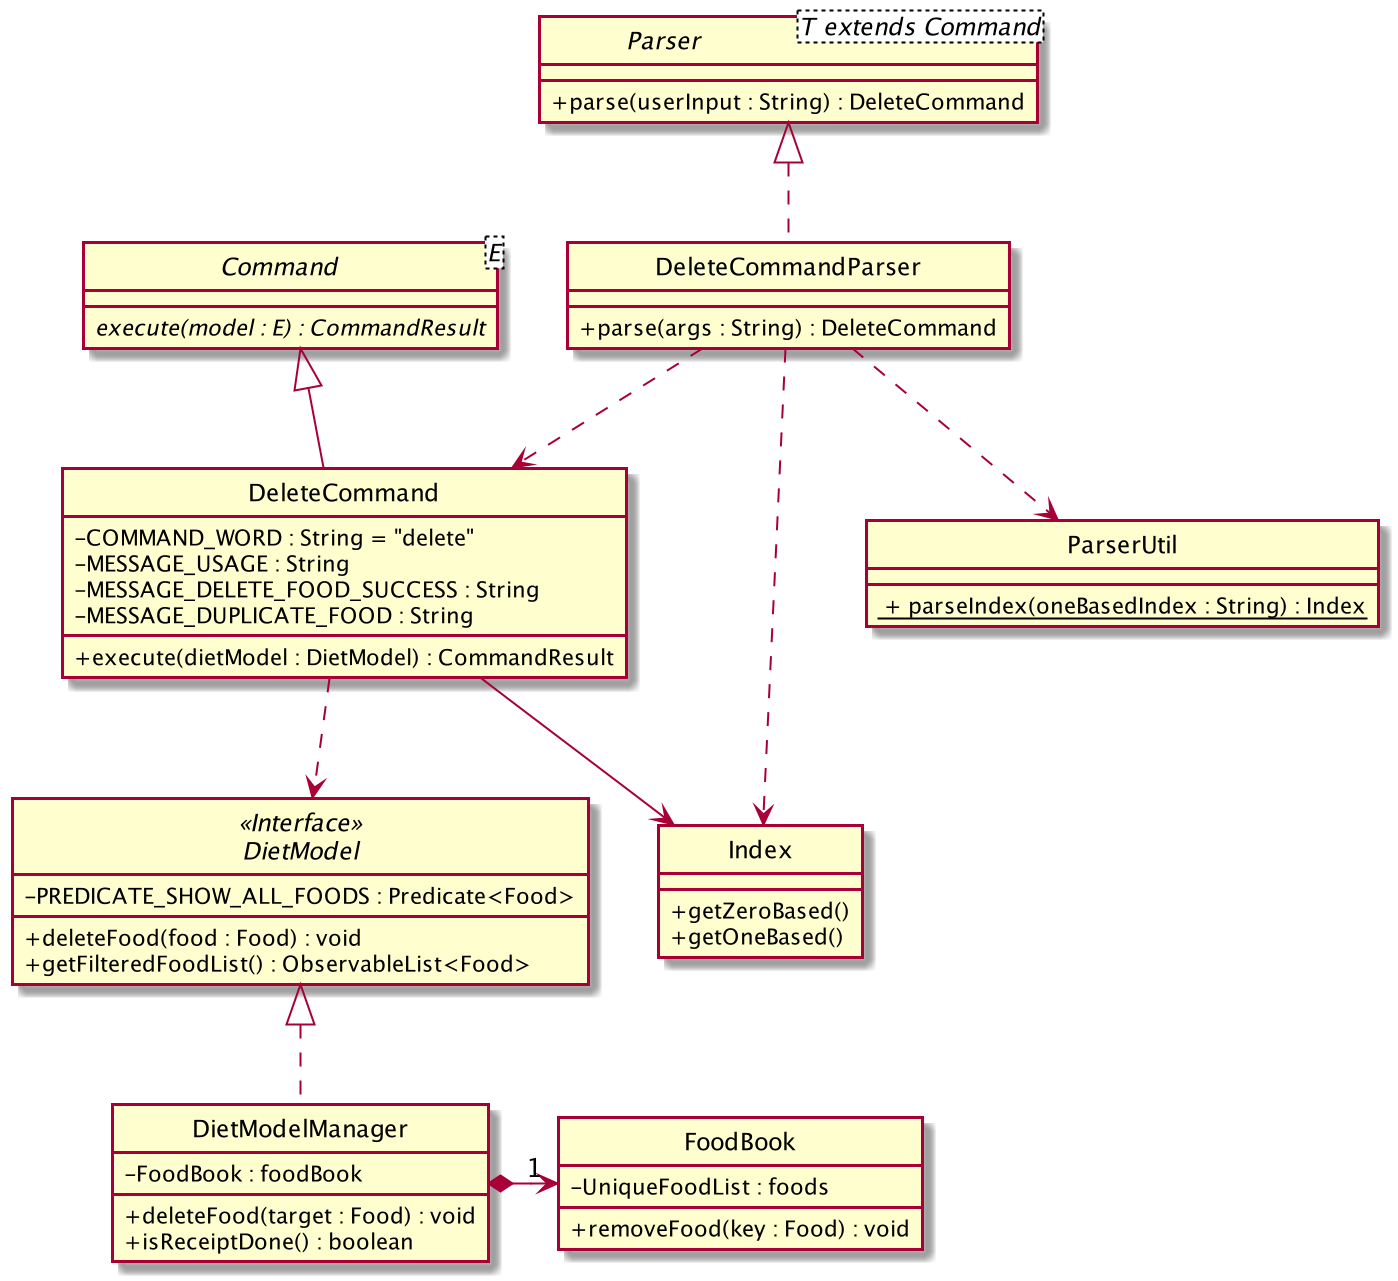 Parser
T extends Command
+parse(userInput : String) : DeleteCommand
Command
E
execute(model : E) : CommandResult
DeleteCommandParser
+parse(args : String) : DeleteCommand
DeleteCommand
-COMMAND_WORD : String = "delete"
-MESSAGE_USAGE : String
-MESSAGE_DELETE_FOOD_SUCCESS : String
-MESSAGE_DUPLICATE_FOOD : String
+execute(dietModel : DietModel) : CommandResult
ParserUtil
+ parseIndex(oneBasedIndex : String) : Index
«Interface»
DietModel
-PREDICATE_SHOW_ALL_FOODS : Predicate<Food>
+deleteFood(food : Food) : void
+getFilteredFoodList() : ObservableList<Food>
Index
+getZeroBased()
+getOneBased()
DietModelManager
-FoodBook : foodBook
+deleteFood(target : Food) : void
+isReceiptDone() : boolean
1
FoodBook
-UniqueFoodList : foods
+removeFood(key : Food) : void